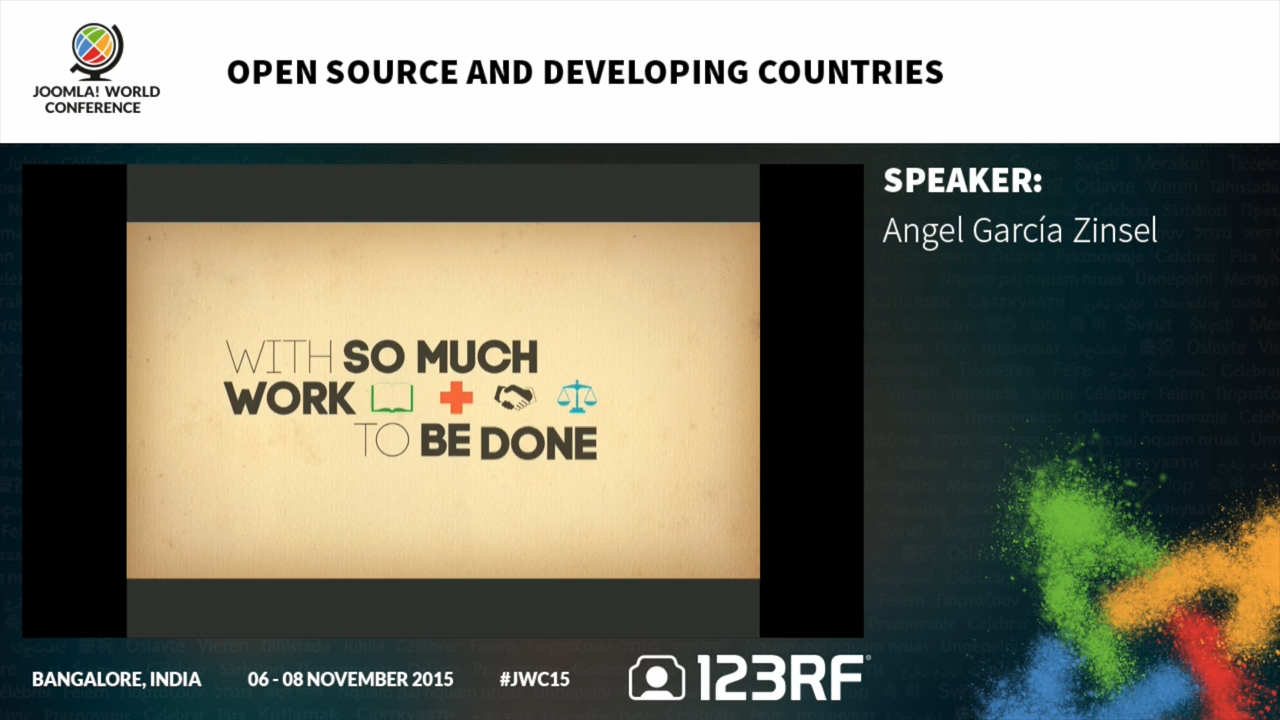 JOOMLA! WORLD
CONFERENCE
OPEN SOURCE AND DEVELOPING COUNTRIES
WITH SO MUCH
WORK
TO BE DONE
SPEAKER:
Angel García Zinsel
BANGALORE, INDIA 06 - 08 NOVEMBER 2015 #JWC15 123RF®